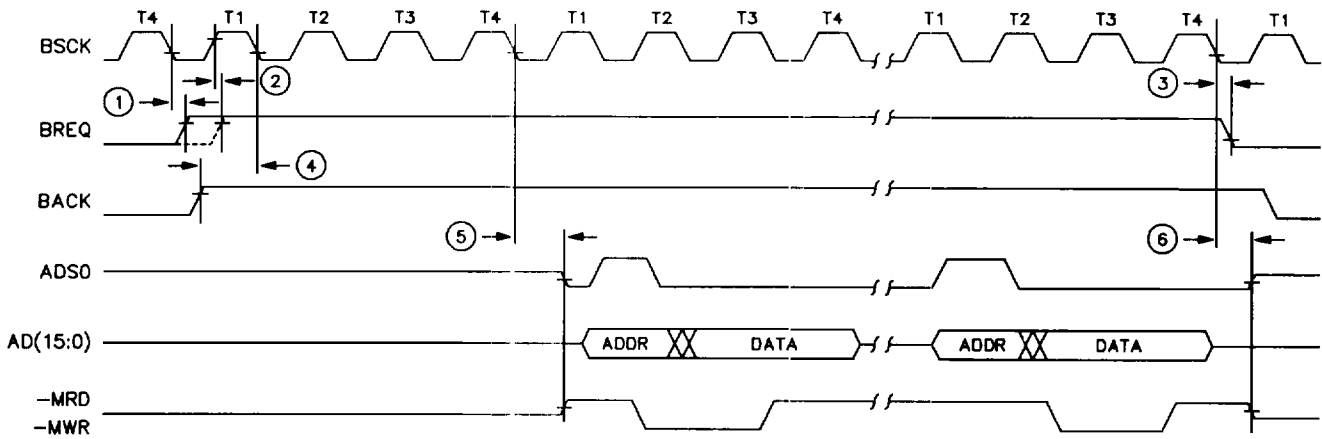 T4 T1 T2 T3 T4 T1 T2 T3 T4 T1 T2 T3 T4 T1
BSCK
2
3
1
BREQ
4
BACK
5
6
ADS0
AD(15:0)
ADDR DATA ADDR DATA
-MRD
-MWR